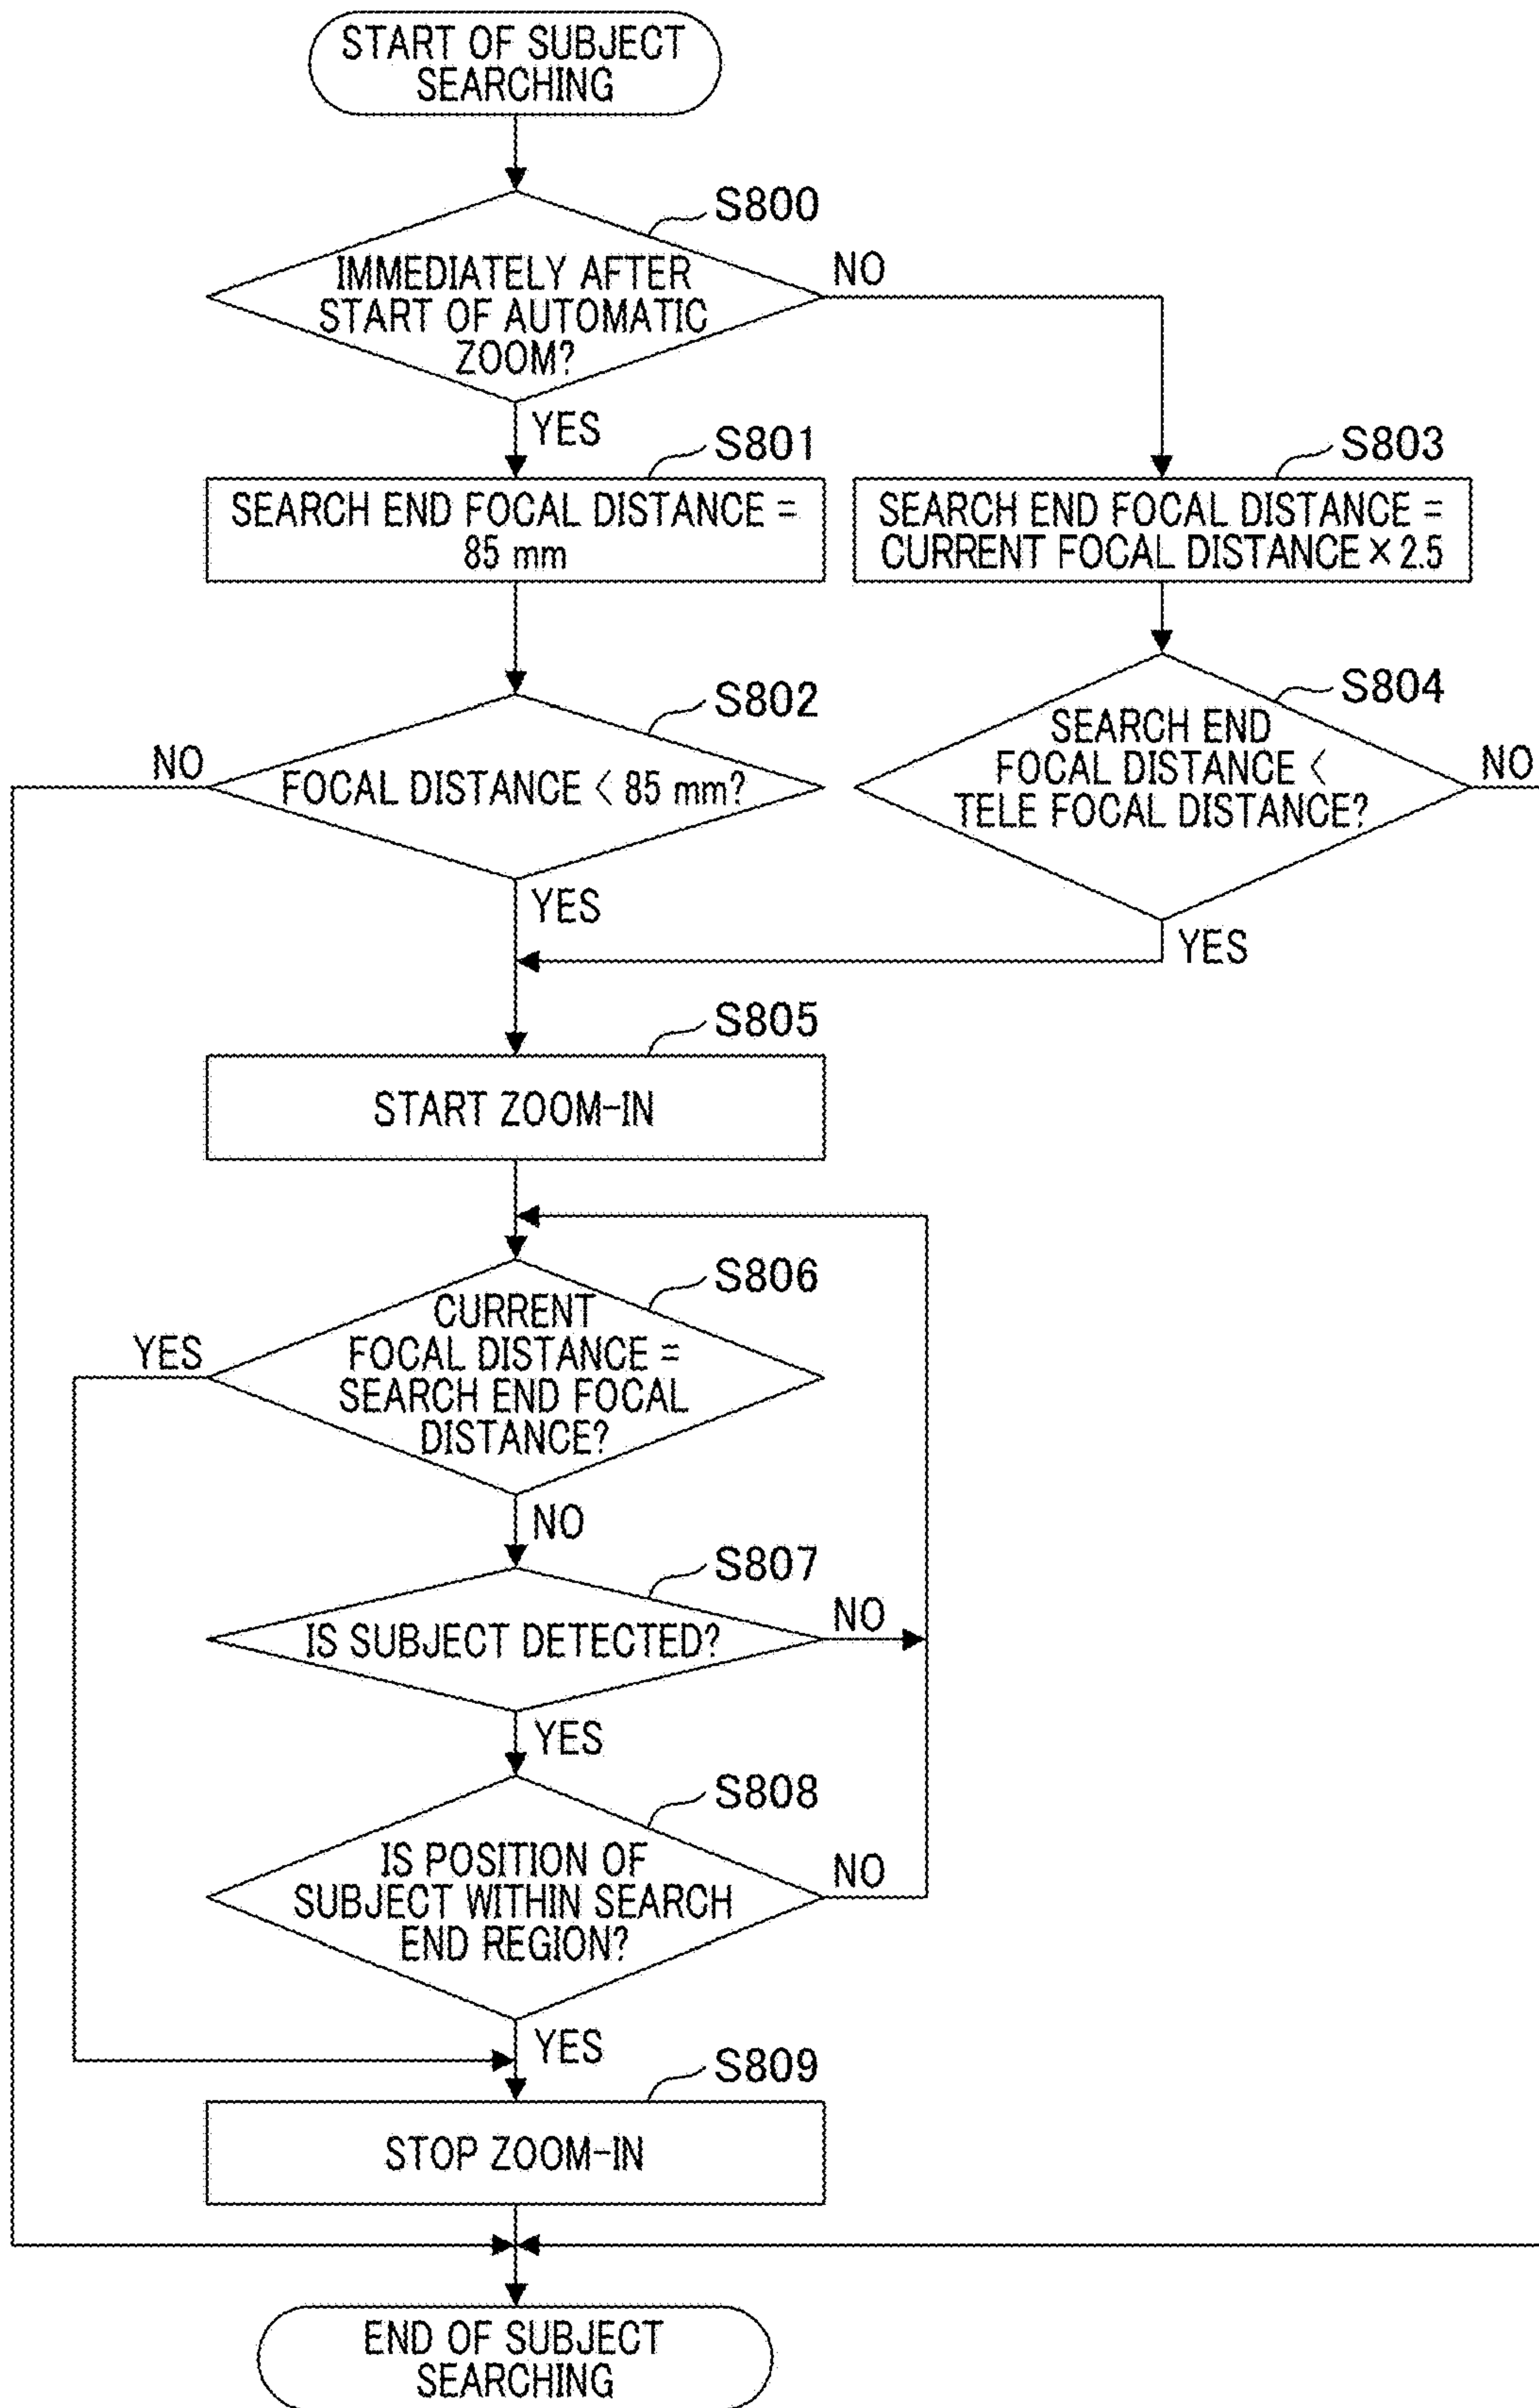 START OF SUBJECT
SEARCHING
S800
IMMEDIATELY AFTER
START OF AUTOMATIC
ZOOM?
NO
YES
S801
SEARCH END FOCAL DISTANCE =
85 mm
S803
SEARCH END FOCAL DISTANCE =
CURRENT FOCAL DISTANCE × 2.5
S802
FOCAL DISTANCE < 85 mm?
NO
YES
S804
SEARCH END
FOCAL DISTANCE <
TELE FOCAL DISTANCE?
NO
YES
S805
START ZOOM-IN
S806
CURRENT
FOCAL DISTANCE =
SEARCH END FOCAL
DISTANCE?
YES
NO
S807
IS SUBJECT DETECTED?
NO
YES
S808
IS POSITION OF
SUBJECT WITHIN SEARCH
END REGION?
NO
YES
S809
STOP ZOOM-IN
END OF SUBJECT
SEARCHING